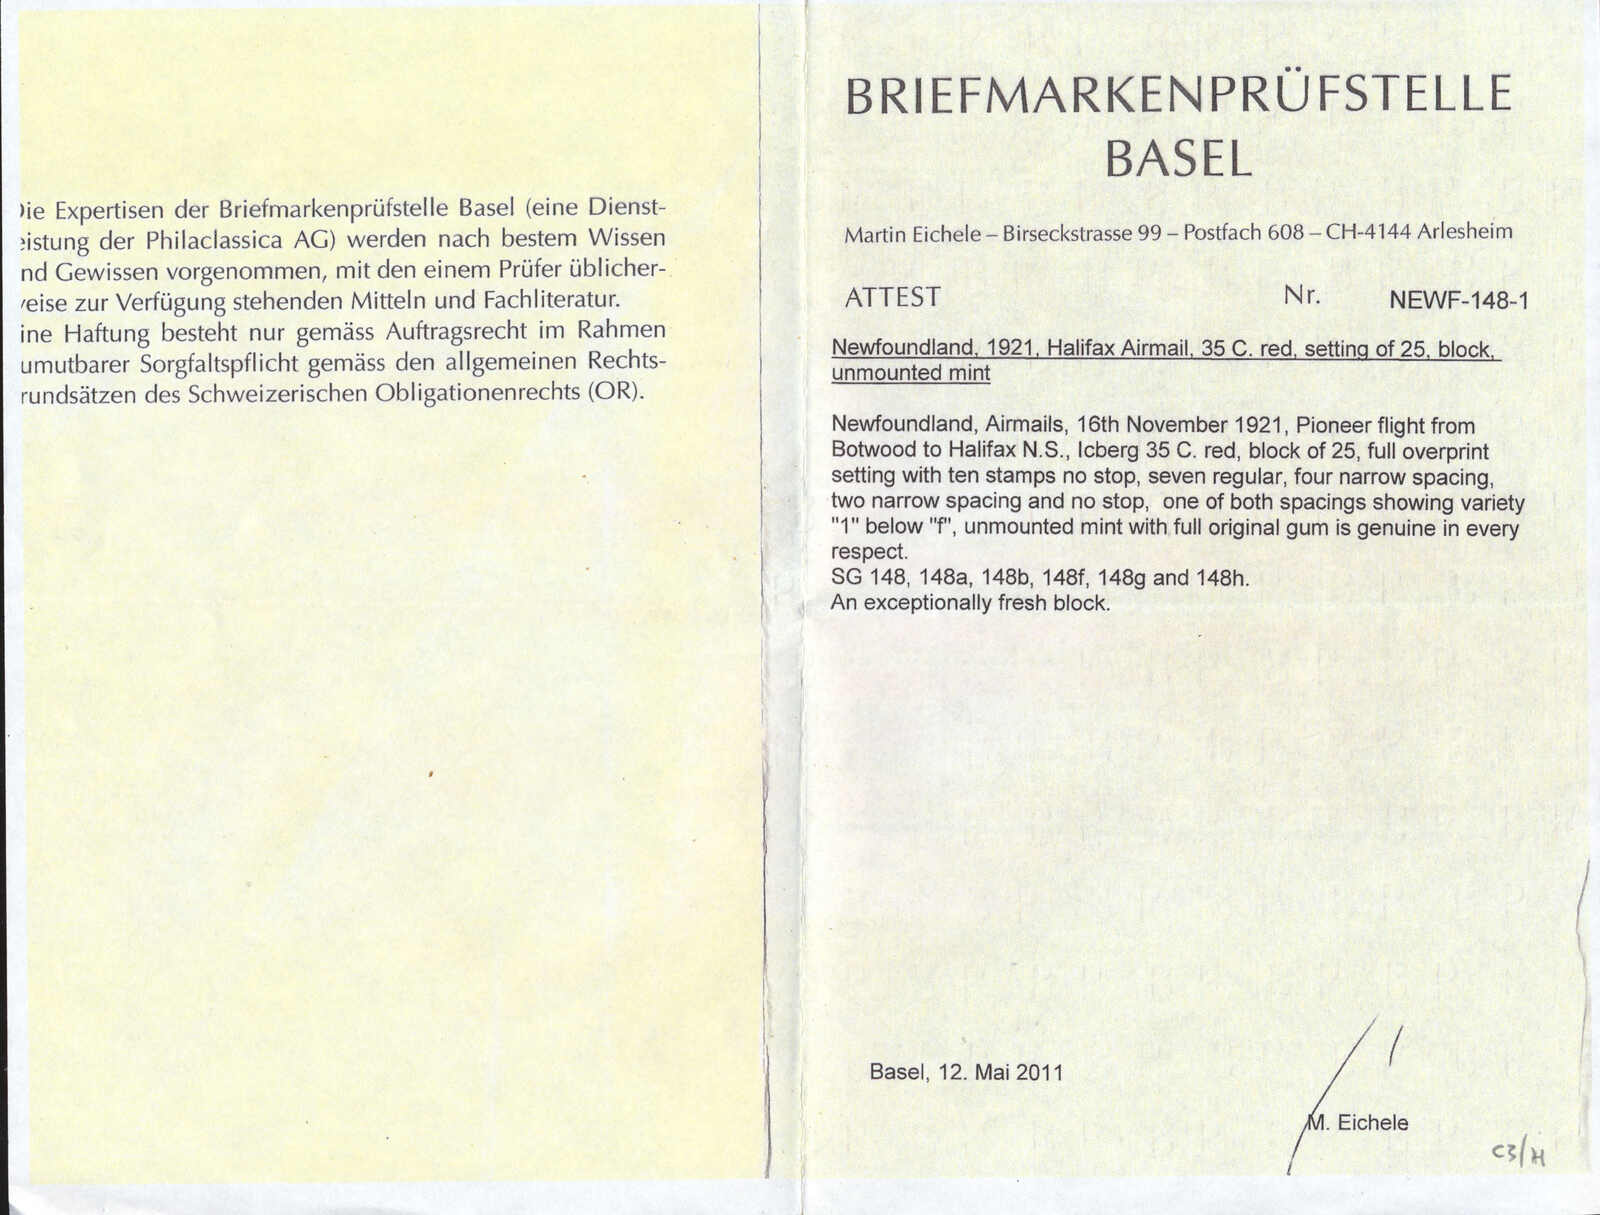 ie Expertisen der Briefmarkenprüfstelle Basel (eine Dienst-
eistung der Philaclassica AG) werden nach bestem Wissen
nd Gewissen vorgenommen, mit den einem Prüfer üblicher-
eise zur Verfügung stehenden Mitteln und Fachliteratur.
ine Haftung besteht nur gemäss Auftragsrecht im Rahmen
umutbarer Sorgfaltspflicht gemäss den allgemeinen Rechts-
rundsätzen des Schweizerischen Obligationenrechts (OR).
BRIEFMARKENPRÜFSTELLE
BASEL
Martin Eichele – Birseckstrasse 99 – Postfach 608 – CH-4144 Arlesheim
ATTEST Nr. NEWF-148-1
Newfoundland, 1921, Halifax Airmail, 35 C. red, setting of 25, block,
unmounted mint
Newfoundland, Airmails, 16th November 1921, Pioneer flight from
Botwood to Halifax N.S., Icberg 35 C. red, block of 25, full overprint
setting with ten stamps no stop, seven regular, four narrow spacing,
two narrow spacing and no stop, one of both spacings showing variety
"1" below "f", unmounted mint with full original gum is genuine in every
respect.
SG 148, 148a, 148b, 148f, 148g and 148h.
An exceptionally fresh block.
Basel, 12. Mai 2011
M. Eichele